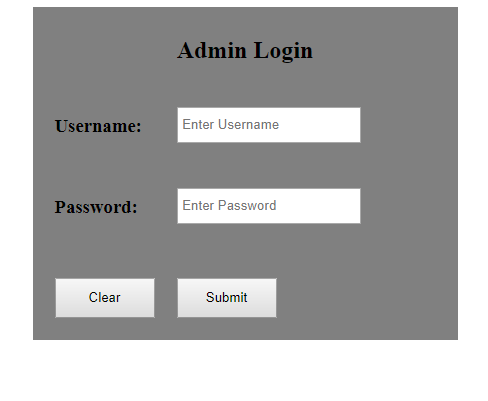 Admin Login
Username: Enter Username
Password: Enter Password
Clear Submit